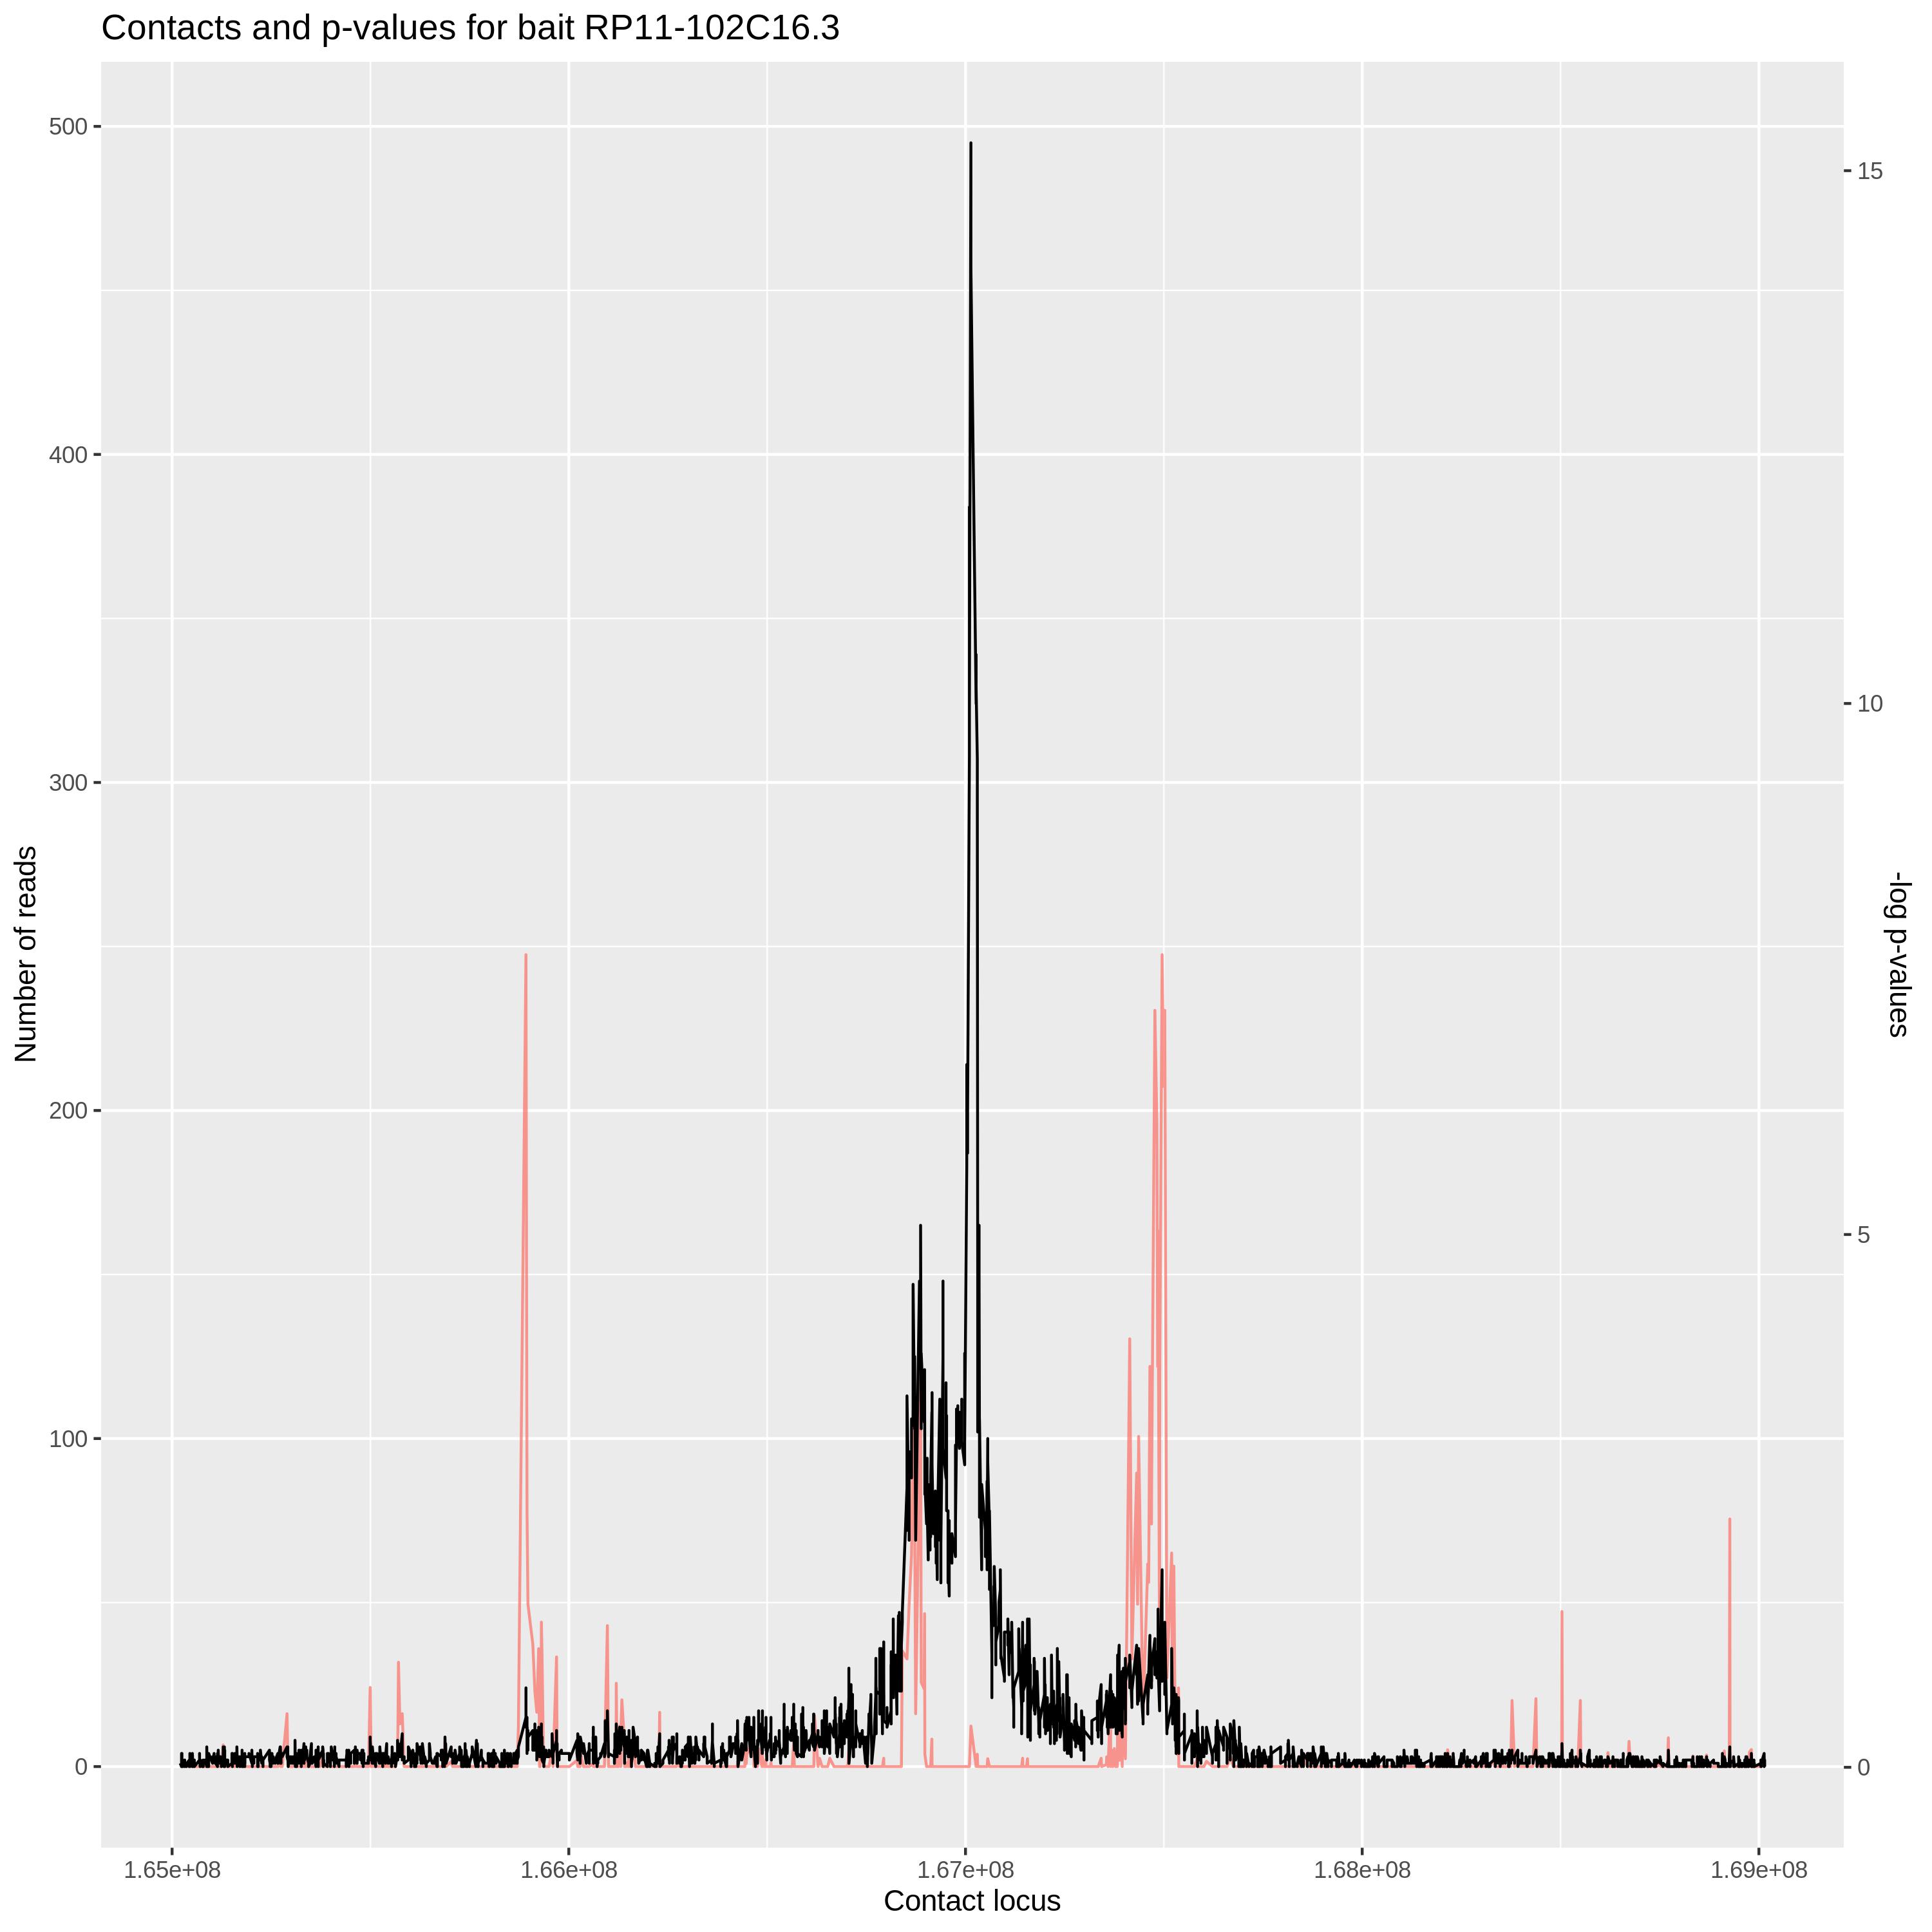 Contacts and p-values for bait RP11-102C16.3
500
400
300
200
100
0
Number of reads
15
10
5
0
-log p-values
1.65e+08 1.66e+08 1.67e+08 1.68e+08 1.69e+08
Contact locus